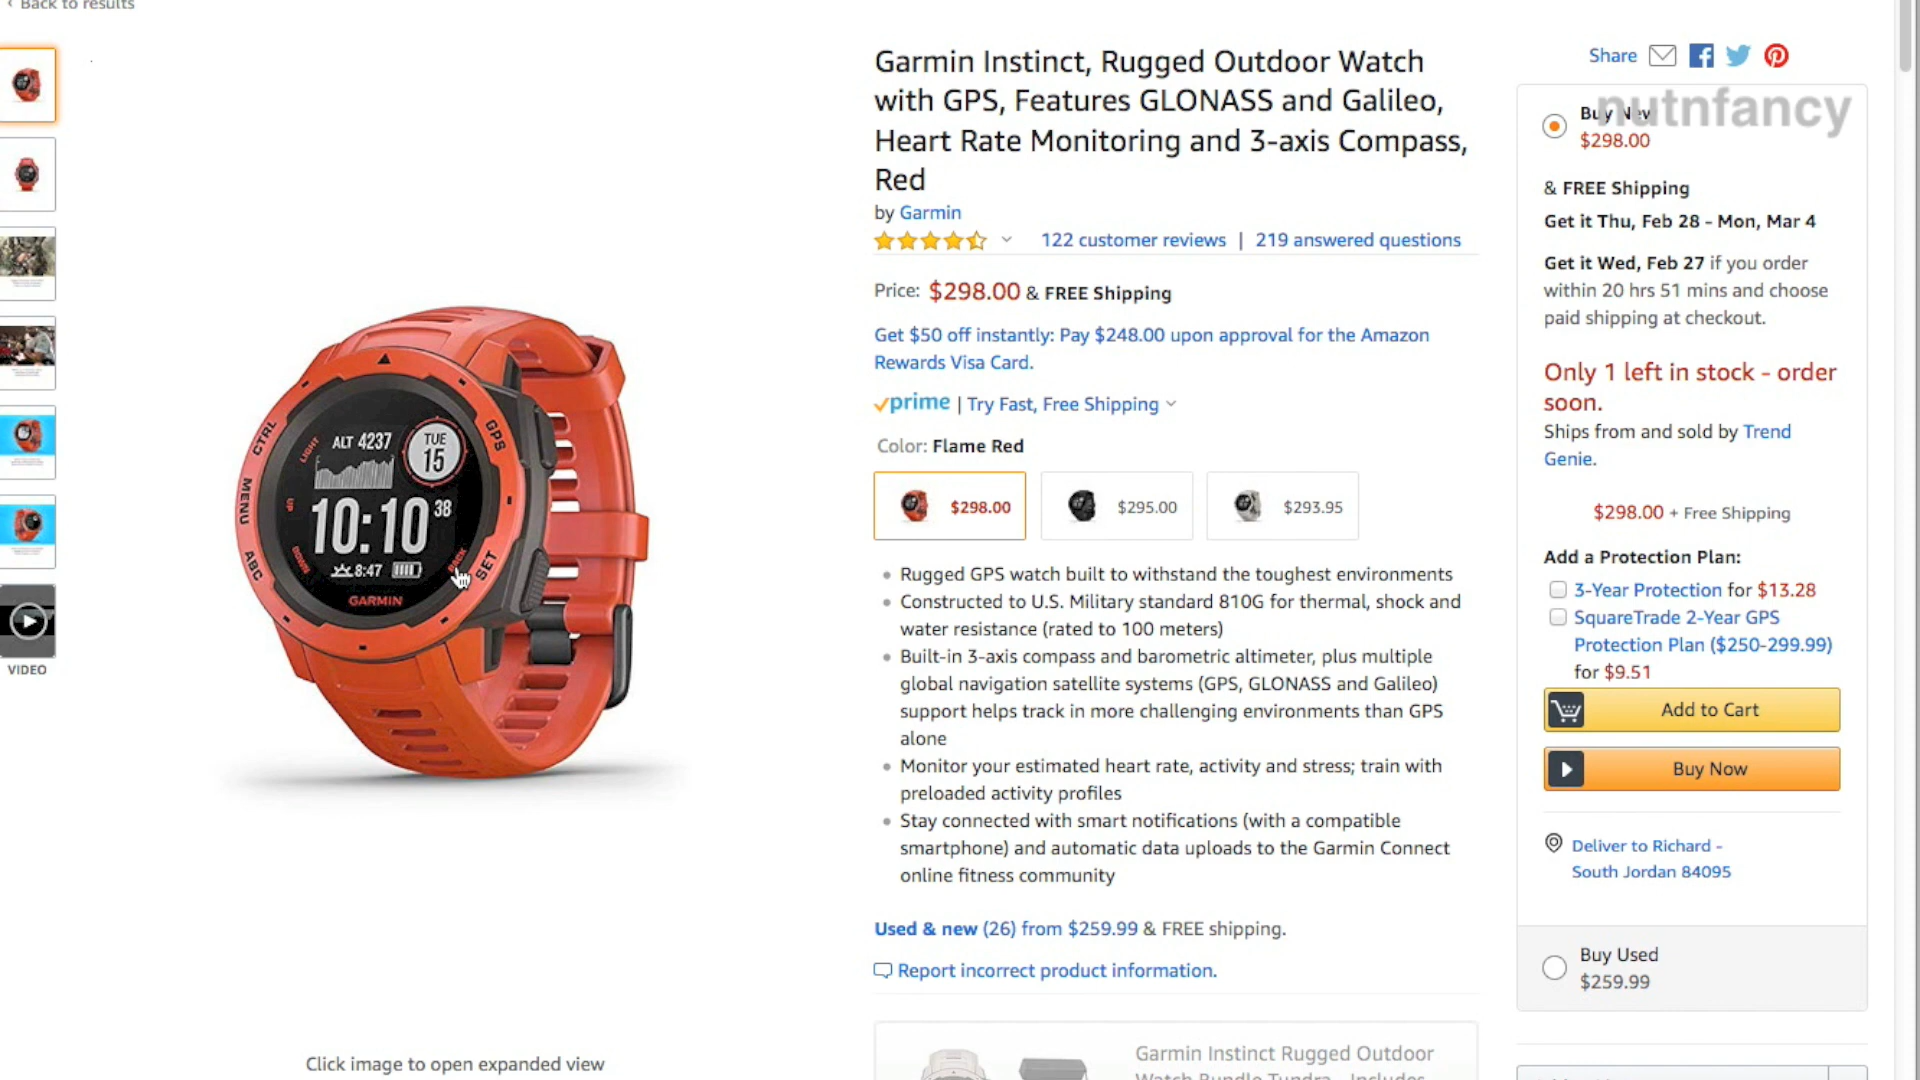 ‹ Back to results
Garmin Instinct, Rugged Outdoor Watch
with GPS, Features GLONASS and Galileo,
Heart Rate Monitoring and 3-axis Compass,
Red
by Garmin
122 customer reviews | 219 answered questions
Price: $298.00 & FREE Shipping
Get $50 off instantly: Pay $248.00 upon approval for the Amazon
Rewards Visa Card.
prime | Try Fast, Free Shipping
Color: Flame Red
$298.00
$295.00
$293.95
Rugged GPS watch built to withstand the toughest environments
Constructed to U.S. Military standard 810G for thermal, shock and
water resistance (rated to 100 meters)
Built-in 3-axis compass and barometric altimeter, plus multiple
global navigation satellite systems (GPS, GLONASS and Galileo)
support helps track in more challenging environments than GPS
alone
Monitor your estimated heart rate, activity and stress; train with
preloaded activity profiles
Stay connected with smart notifications (with a compatible
smartphone) and automatic data uploads to the Garmin Connect
online fitness community
Used & new (26) from $259.99 & FREE shipping.
Report incorrect product information.
Garmin Instinct Rugged Outdoor
Watch Bundle Tundra - Includes
VIDEO
CTRL
MENU
ABC
GPS
SET
LIGHT
UP
DOWN
BACK
ALT 4237
TUE
15
10:10 38
8:47
GARMIN
Click image to open expanded view
Share
nutnfancy
Buy New
$298.00
& FREE Shipping
Get it Thu, Feb 28 - Mon, Mar 4
Get it Wed, Feb 27 if you order
within 20 hrs 51 mins and choose
paid shipping at checkout.
Only 1 left in stock - order
soon.
Ships from and sold by Trend
Genie.
$298.00 + Free Shipping
Add a Protection Plan:
3-Year Protection for $13.28
SquareTrade 2-Year GPS
Protection Plan ($250-299.99)
for $9.51
Add to Cart
Buy Now
Deliver to Richard -
South Jordan 84095
Buy Used
$259.99